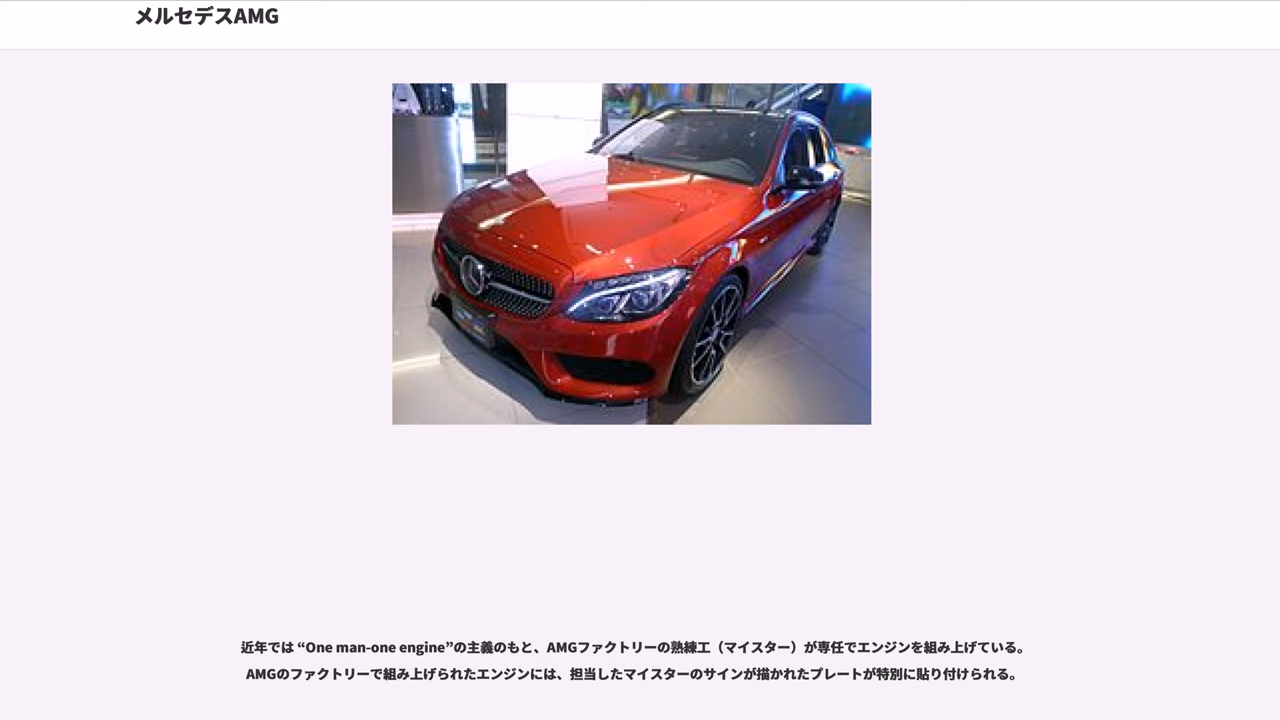 メルセデスAMG
近年では “One man-one engine”の主義のもと、AMGファクトリーの熟練工（マイスター）が専任でエンジンを組み上げている。
AMGのファクトリーで組み上げられたエンジンには、担当したマイスターのサインが描かれたプレートが特別に貼り付けられる。